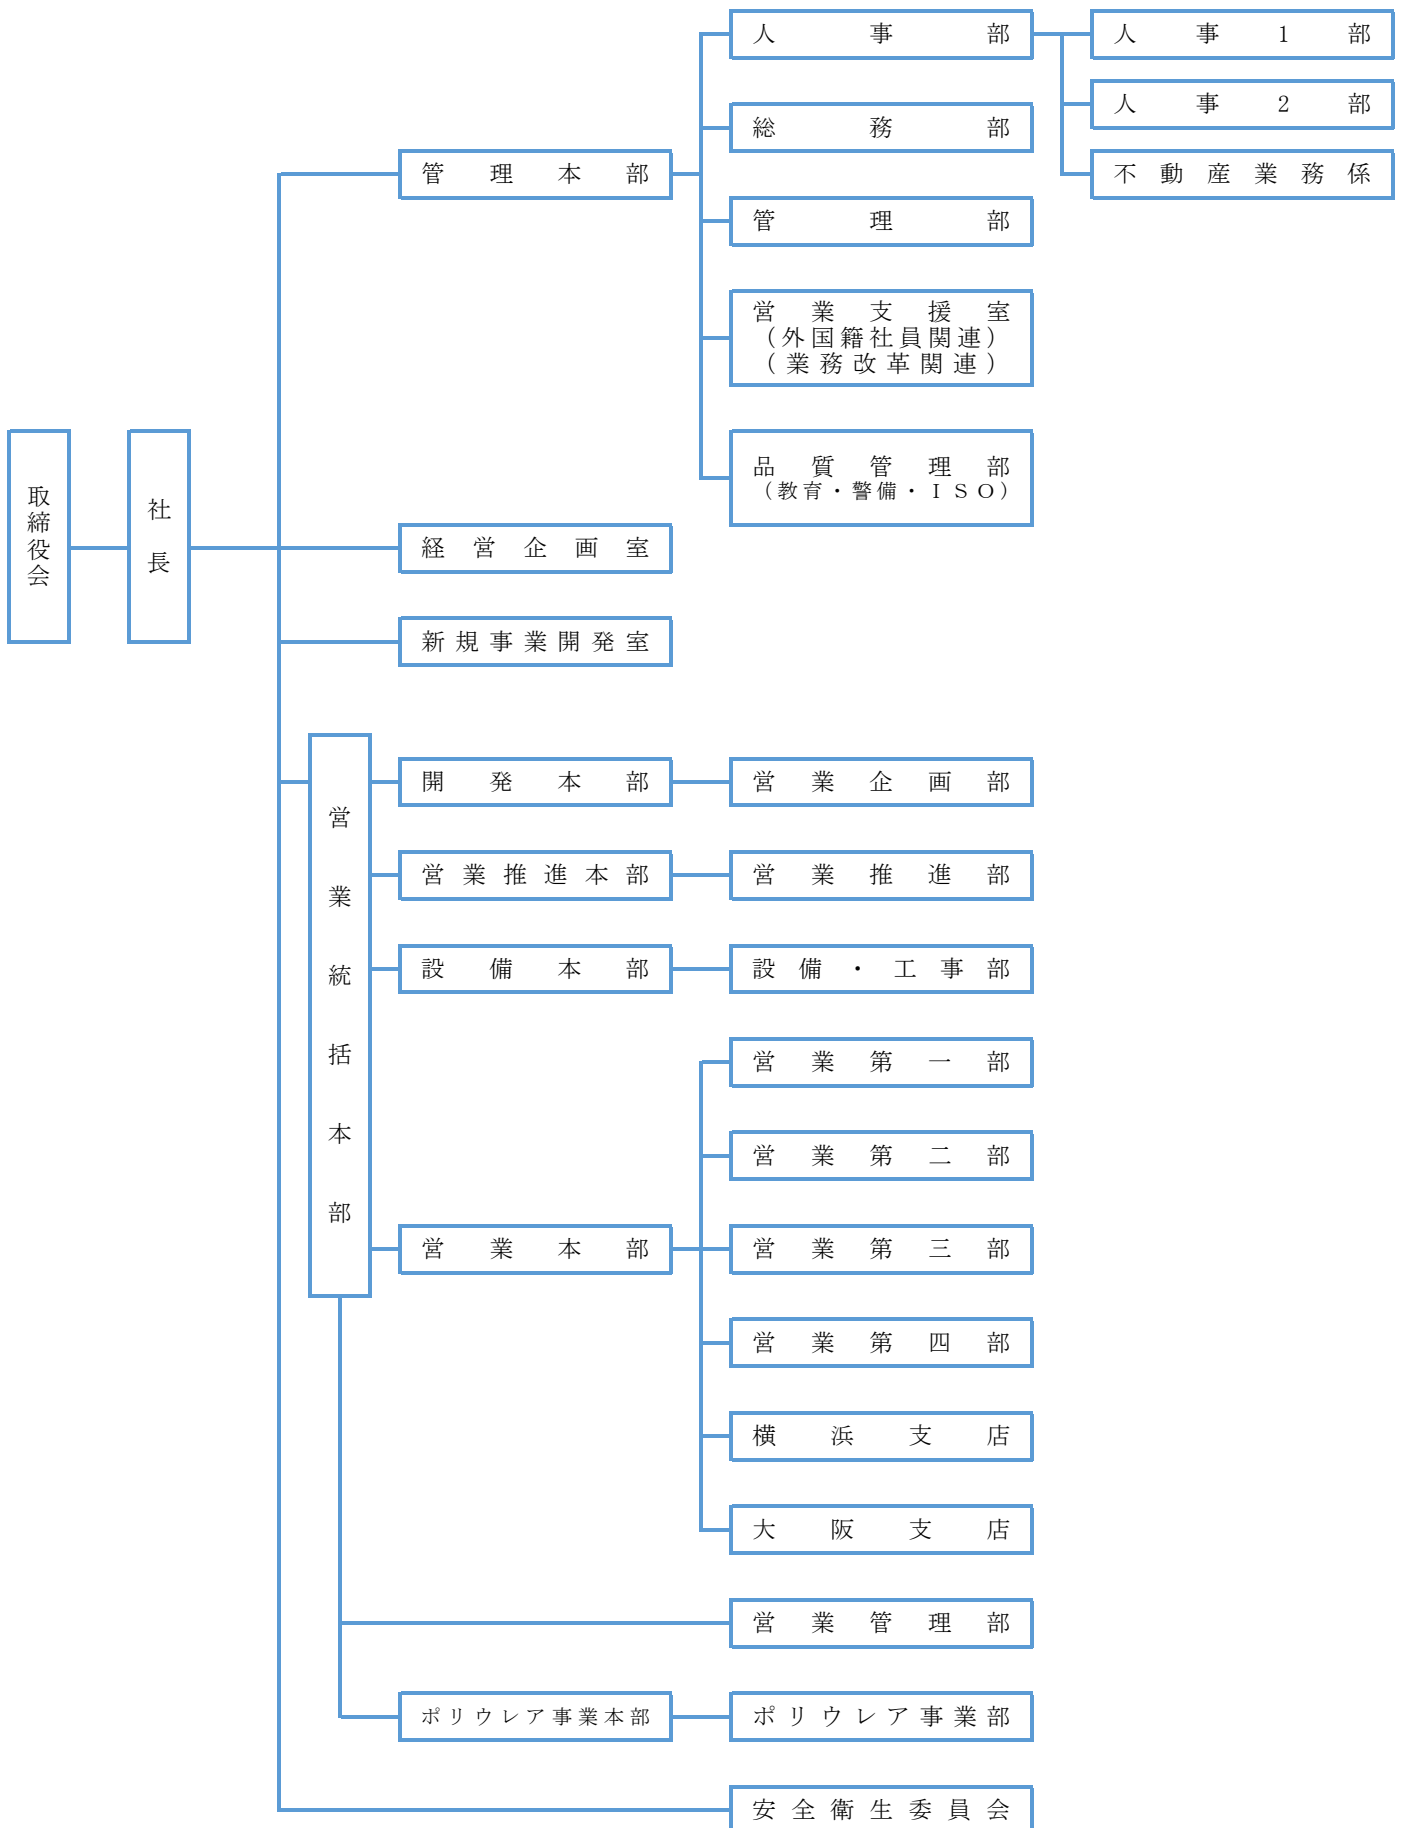 取締役会
社長
管理本部
人事部
人事1部
人事2部
不動産業務係
総務部
管理部
営業支援室
（外国籍社員関連）
（業務改革関連）
品質管理部
（教育・警備・ＩＳＯ）
経営企画室
新規事業開発室
営業統括本部
開発本部
営業企画部
営業推進本部
営業推進部
設備本部
設備・工事部
営業本部
営業第一部
営業第二部
営業第三部
営業第四部
横浜支店
大阪支店
営業管理部
ポリウレア事業本部
ポリウレア事業部
安全衛生委員会